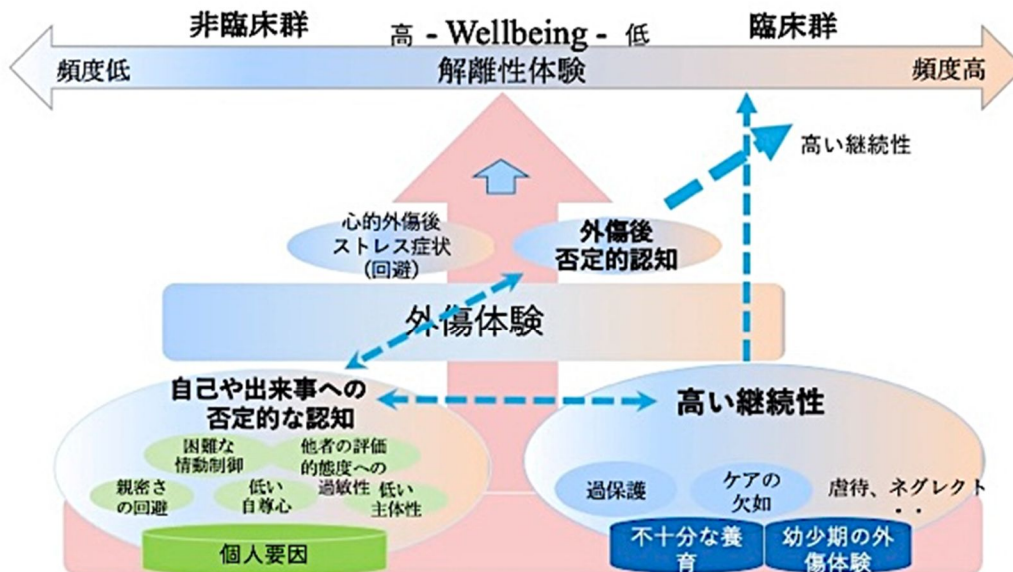 非臨床群
高 - Wellbeing - 低
臨床群
頻度低
解離性体験
頻度高
高い継続性
心的外傷後
ストレス症状
(回避)
外傷後
否定的認知
外傷体験
自己や出来事への
否定的な認知
困難な
情動制御
他者の評価
的態度への
過敏性
親密さ
の回避
低い
自尊心
低い
主体性
個人要因
高い継続性
過保護
ケアの
欠如
虐待、ネグレクト
・・
不十分な養
育
幼少期の外
傷体験